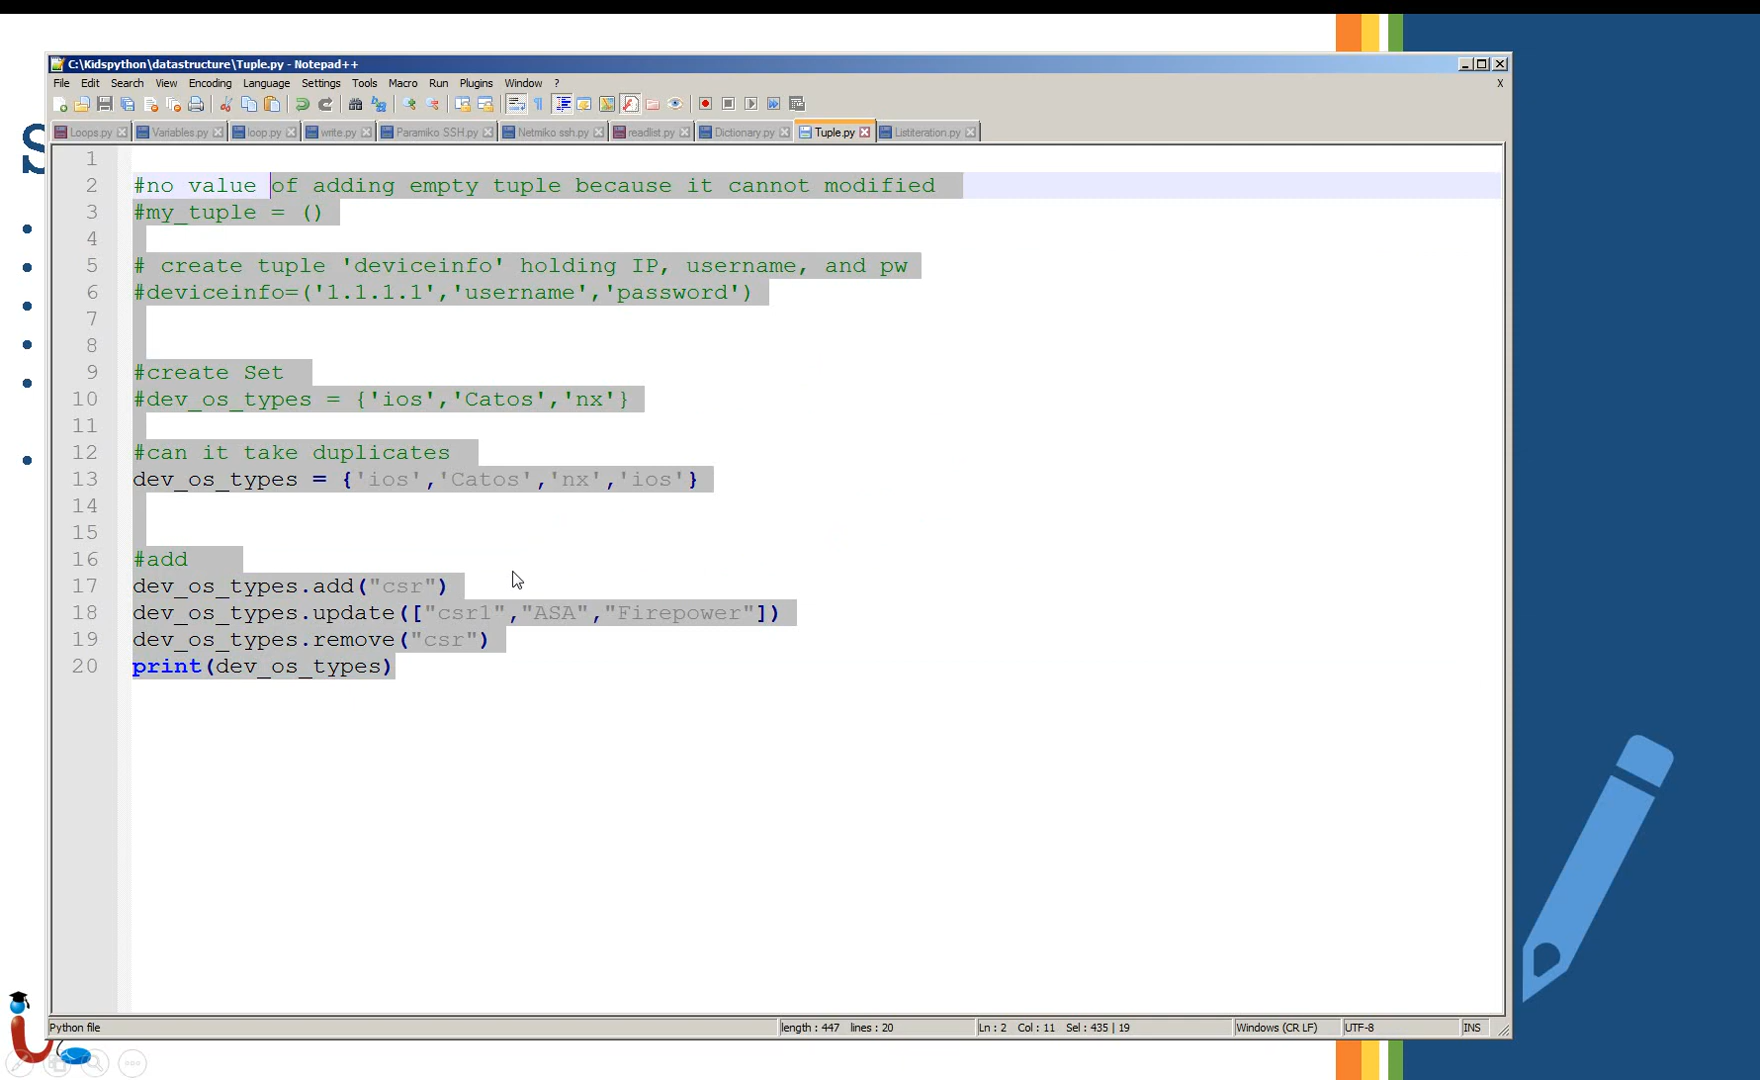 C:\Kidspython\datastructure\Tuple.py - Notepad++
File Edit Search View Encoding Language Settings Tools Macro Run Plugins Window ?
X
Loops.py Variables.py loop.py write.py Paramiko SSH.py Netmiko ssh.py readlist.py Dictionary.py Tuple.py Listiteration.py
S
1
2 #no value of adding empty tuple because it cannot modified
3 #my_tuple = ()
4
5 # create tuple 'deviceinfo' holding IP, username, and pw
6 #deviceinfo=('1.1.1.1','username','password')
7
8
9 #create Set
10 #dev_os_types = {'ios','Catos','nx'}
11
12 #can it take duplicates
13 dev_os_types = {'ios','Catos','nx','ios'}
14
15
16 #add
17 dev_os_types.add("csr")
18 dev_os_types.update(["csr1","ASA","Firepower"])
19 dev_os_types.remove("csr")
20 print(dev_os_types)
Python file length : 447 lines : 20 Ln : 2 Col : 11 Sel : 435 | 19 Windows (CR LF) UTF-8 INS